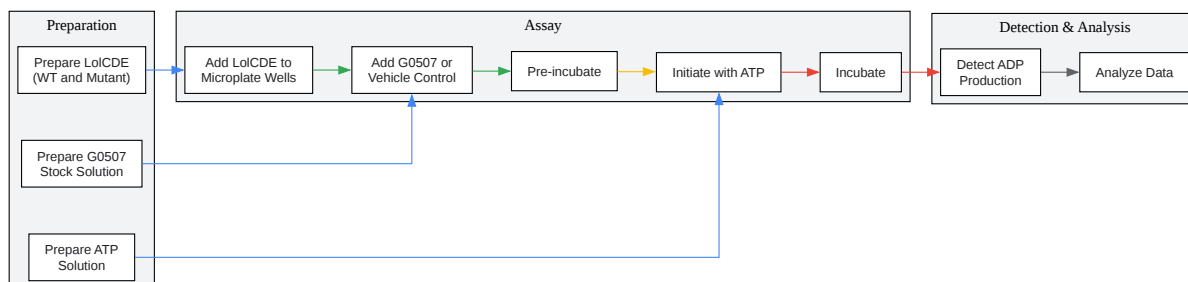 Preparation
Prepare LolCDE
(WT and Mutant)
Prepare G0507
Stock Solution
Prepare ATP
Solution
Assay
Add LolCDE to
Microplate Wells
Add G0507 or
Vehicle Control
Pre-incubate
Initiate with ATP
Incubate
Detection & Analysis
Detect ADP
Production
Analyze Data